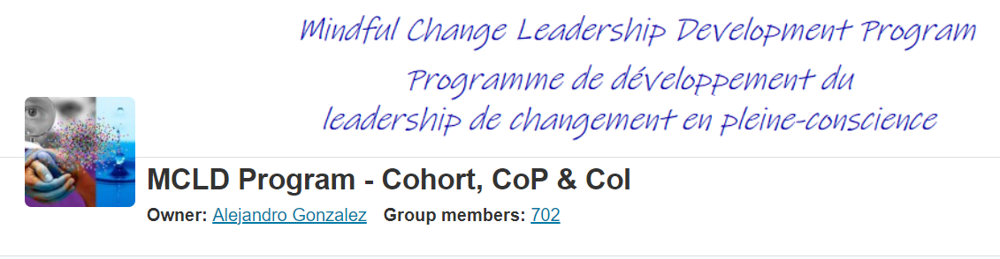 Mindful Change Leadership Development Program
Programme de développement du
leadership de changement en pleine-conscience
MCLD Program - Cohort, CoP & CoI
Owner: Alejandro Gonzalez Group members: 702